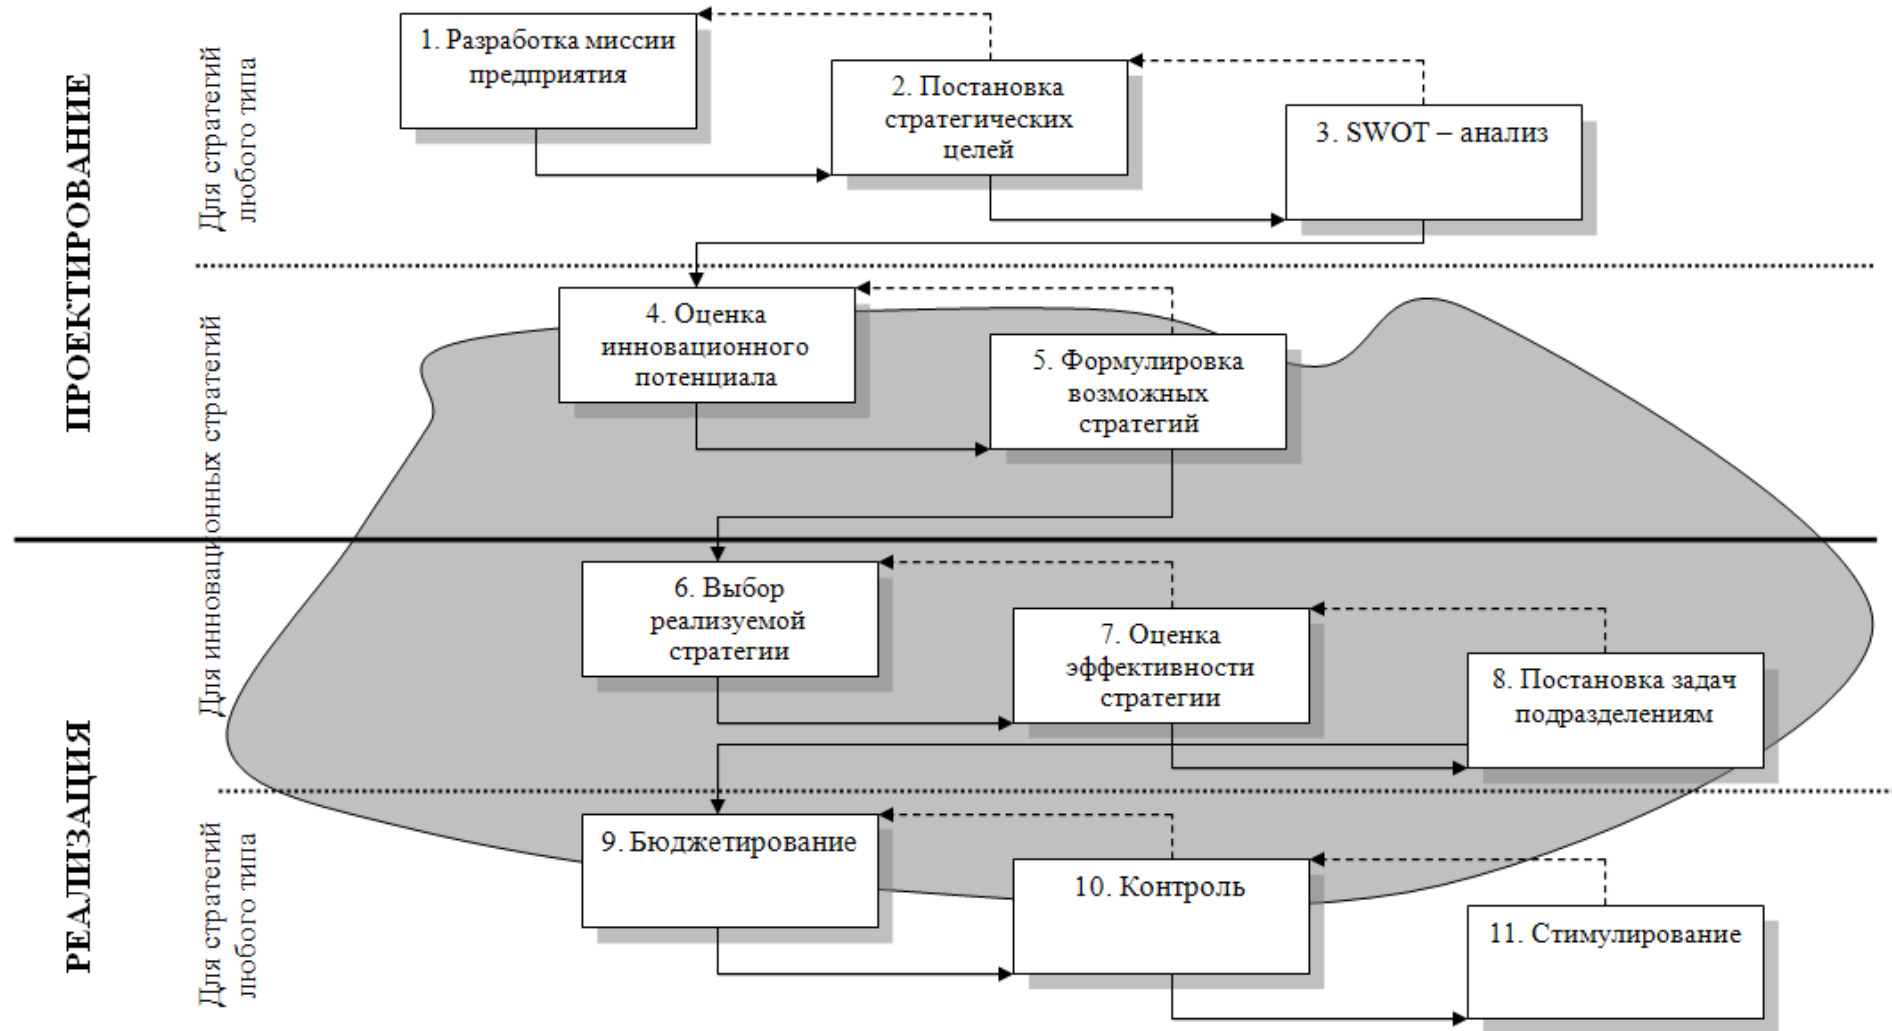 ПРОЕКТИРОВАНИЕ
Для стратегий
любого типа
1. Разработка миссии
предприятия
2. Постановка
стратегических
целей
3. SWOT – анализ
Для инновационных стратегий
4. Оценка
инновационного
потенциала
5. Формулировка
возможных
стратегий
РЕАЛИЗАЦИЯ
6. Выбор
реализуемой
стратегии
7. Оценка
эффективности
стратегии
8. Постановка задач
подразделениям
Для стратегий
любого типа
9. Бюджетирование
10. Контроль
11. Стимулирование